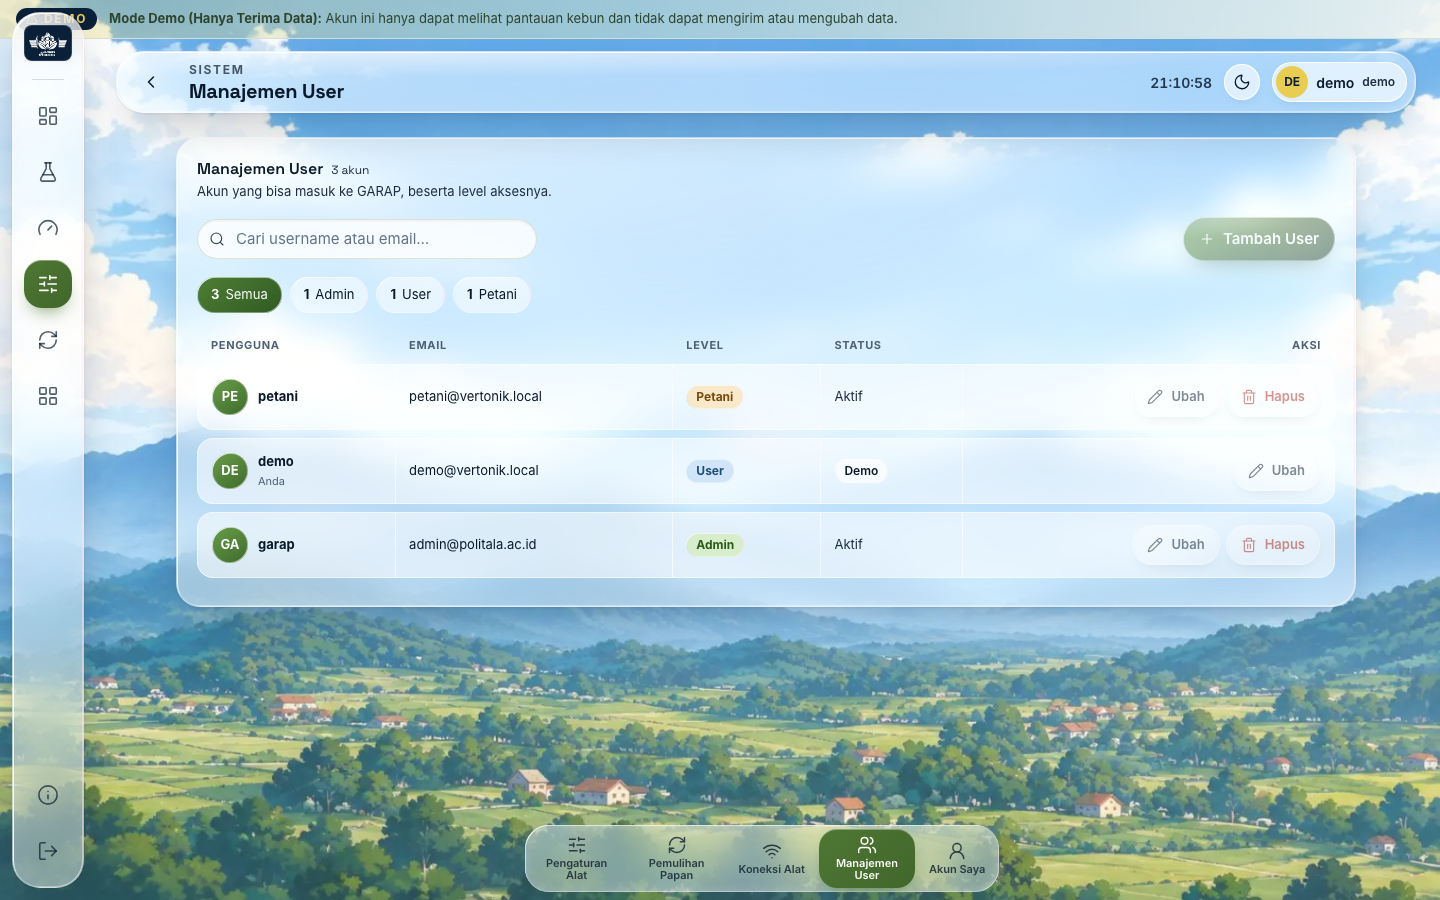 DEMO
Mode Demo (Hanya Terima Data): Akun ini hanya dapat melihat pantauan kebun dan tidak dapat mengirim atau mengubah data.
SISTEM
Manajemen User
21:10:58
DE demo demo
Manajemen User 3 akun
Akun yang bisa masuk ke GARAP, beserta level aksesnya.
Cari username atau email...
Tambah User
3 Semua
1 Admin
1 User
1 Petani
PENGGUNA EMAIL LEVEL STATUS AKSI
PE petani petani@vertonik.local Petani Aktif Ubah Hapus
DE demo demo@vertonik.local User Demo Ubah
Anda
GA garap admin@politala.ac.id Admin Aktif Ubah Hapus
Pengaturan
Alat
Pemulihan
Papan
Koneksi Alat
Manajemen
User
Akun Saya